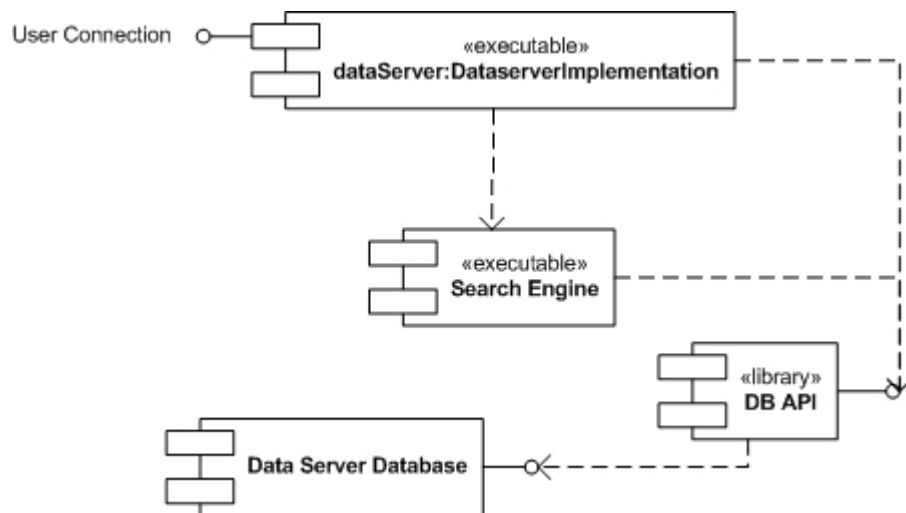 User Connection
«executable»
dataServer:DataserverImplementation
«executable»
Search Engine
«library»
DB API
Data Server Database